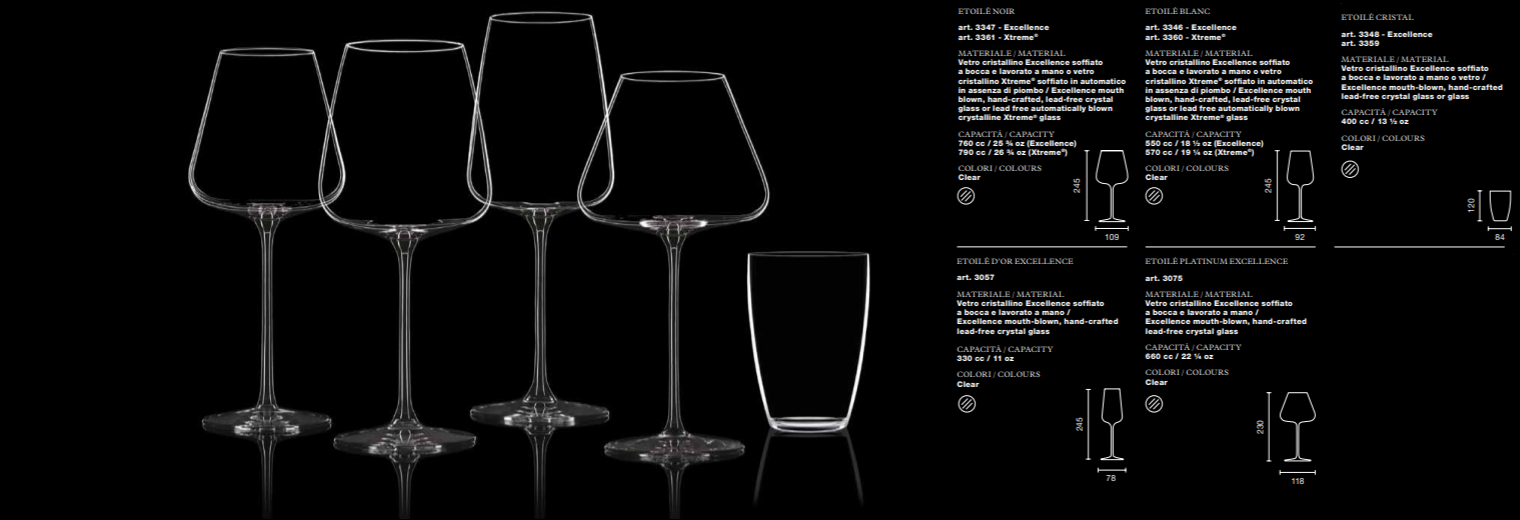 ETOILÉ NOIR
art. 3347 - Excellence
art. 3361 - Xtreme®
MATERIALE / MATERIAL
Vetro cristallino Excellence soffiato
a bocca e lavorato a mano o vetro
cristallino Xtreme® soffiato in automatico
in assenza di piombo / Excellence mouth
blown, hand-crafted, lead-free crystal
glass or lead free automatically blown
crystalline Xtreme® glass
CAPACITÀ / CAPACITY
760 cc / 25 ¾ oz (Excellence)
790 cc / 26 ¾ oz (Xtreme®)
COLORI / COLOURS
Clear
245
109
ETOILÉ BLANC
art. 3346 - Excellence
art. 3360 - Xtreme®
MATERIALE / MATERIAL
Vetro cristallino Excellence soffiato
a bocca e lavorato a mano o vetro
cristallino Xtreme® soffiato in automatico
in assenza di piombo / Excellence mouth
blown, hand-crafted, lead-free crystal
glass or lead free automatically blown
crystalline Xtreme® glass
CAPACITÀ / CAPACITY
550 cc / 18 ½ oz (Excellence)
570 cc / 19 ¼ oz (Xtreme®)
COLORI / COLOURS
Clear
245
92
ETOILÉ CRISTAL
art. 3348 - Excellence
art. 3359
MATERIALE / MATERIAL
Vetro cristallino Excellence soffiato
a bocca e lavorato a mano o vetro /
Excellence mouth-blown, hand-crafted
lead-free crystal glass or glass
CAPACITÀ / CAPACITY
400 cc / 13 ½ oz
COLORI / COLOURS
Clear
120
84
ETOILÉ D'OR EXCELLENCE
art. 3057
MATERIALE / MATERIAL
Vetro cristallino Excellence soffiato
a bocca e lavorato a mano /
Excellence mouth-blown, hand-crafted
lead-free crystal glass
CAPACITÀ / CAPACITY
330 cc / 11 oz
COLORI / COLOURS
Clear
245
78
ETOILÉ PLATINUM EXCELLENCE
art. 3075
MATERIALE / MATERIAL
Vetro cristallino Excellence soffiato
a bocca e lavorato a mano /
Excellence mouth-blown, hand-crafted
lead-free crystal glass
CAPACITÀ / CAPACITY
660 cc / 22 ¼ oz
COLORI / COLOURS
Clear
230
118